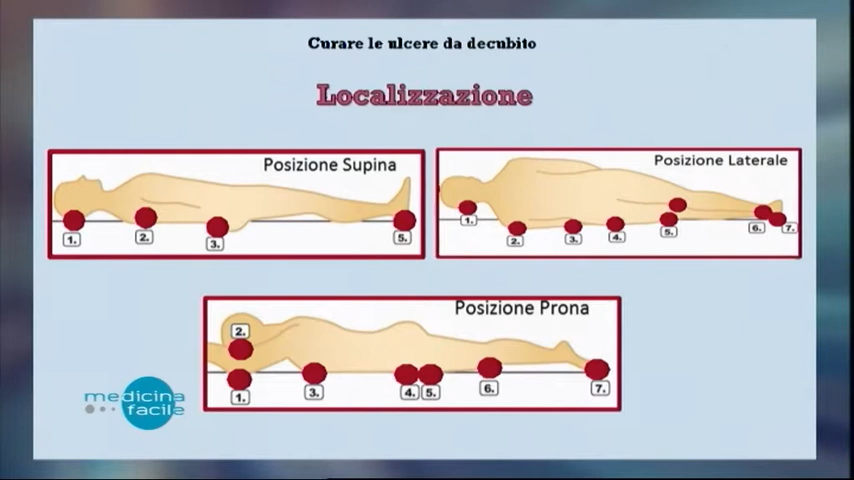 Curare le ulcere da decubito
Localizzazione
Posizione Supina
1.
2.
3.
5.
Posizione Laterale
1.
2.
3.
4.
5.
6.
7.
Posizione Prona
2.
1.
3.
4.
5.
6.
7.
medicina
facile